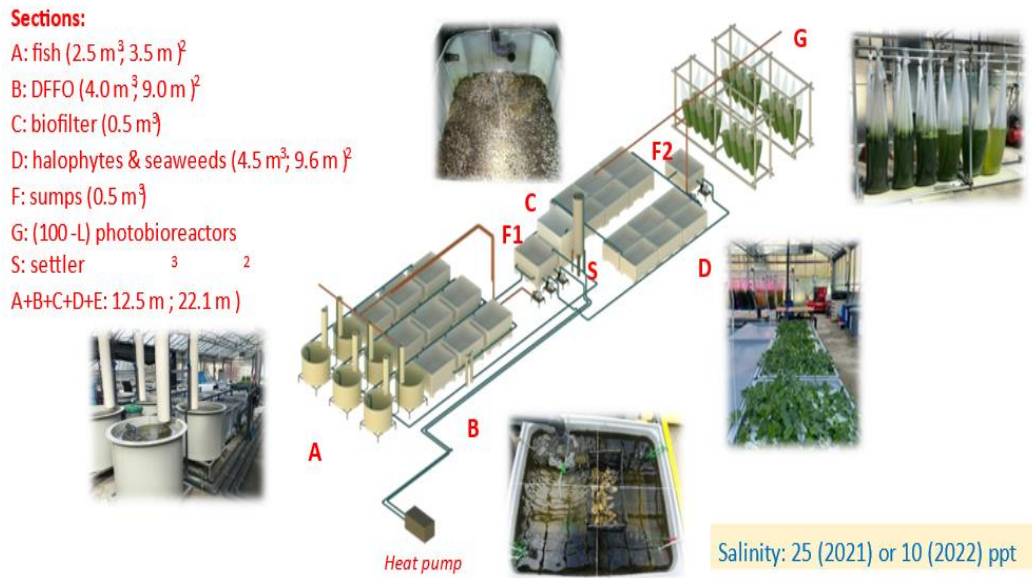 Sections:
A: fish (2.5 m³; 3.5 m )²
B: DFFO (4.0 m³; 9.0 m )²
C: biofilter (0.5 m³)
D: halophytes & seaweeds (4.5 m³; 9.6 m )²
F: sumps (0.5 m³)
G: (100 -L) photobioreactors
S: settler 3 2
A+B+C+D+E: 12.5 m ; 22.1 m )
G
F2
C
F1
S
D
B
A
Heat pump
Salinity: 25 (2021) or 10 (2022) ppt